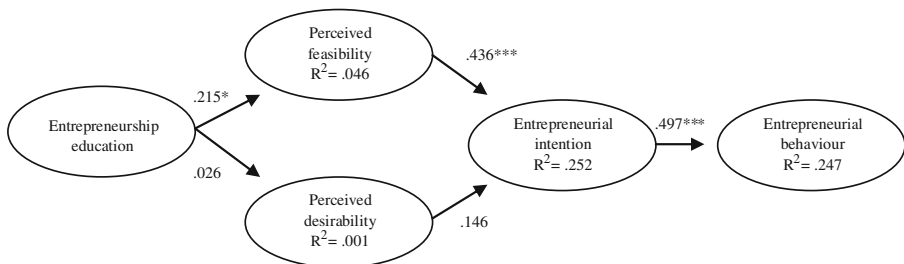 Perceived
feasibility
R²= .046
.436***
.215*
Entrepreneurship
education
.026
Perceived
desirability
R²= .001
.146
Entrepreneurial
intention
R²= .252
.497***
Entrepreneurial
behaviour
R²= .247